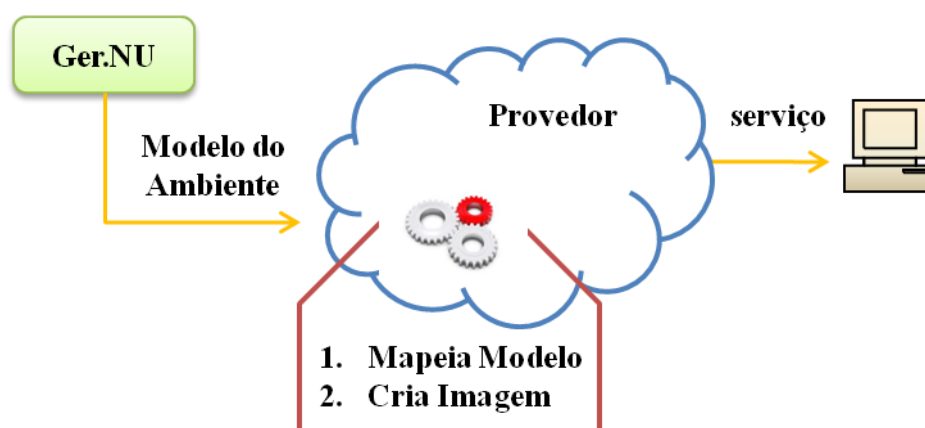 Ger.NU
Provedor
serviço
Modelo do
Ambiente
1. Mapeia Modelo
2. Cria Imagem